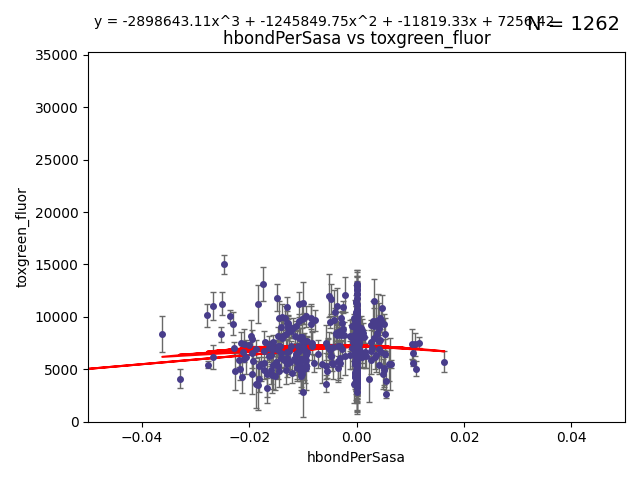 y = -2898643.11x^3 + -1245849.75x^2 + -11819.33x + 7256.42
N = 1262
hbondPerSasa vs toxgreen_fluor
35000
30000
25000
20000
15000
10000
5000
0
toxgreen_fluor
−0.04 −0.02 0.00 0.02 0.04
hbondPerSasa